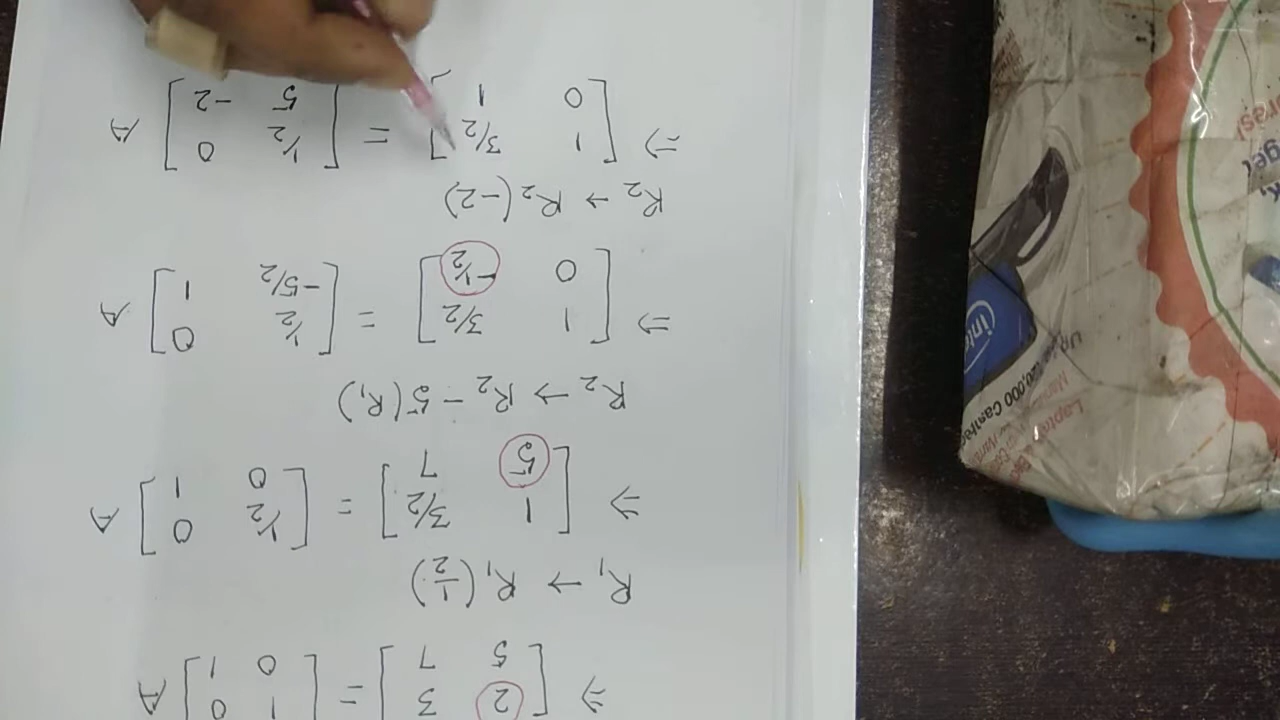 ⇒ [2 3; 5 7] = [1 0; 0 1] A
R₁ → R₁ (1/2)
⇒ [1 3/2; 5 7] = [1/2 0; 0 1] A
R₂ → R₂ - 5(R₁)
⇒ [1 3/2; 0 -1/2] = [1/2 0; -5/2 1] A
R₂ → R₂ (-2)
⇒ [1 3/2; 0 1] = [1/2 0; 5 -2] A
intel